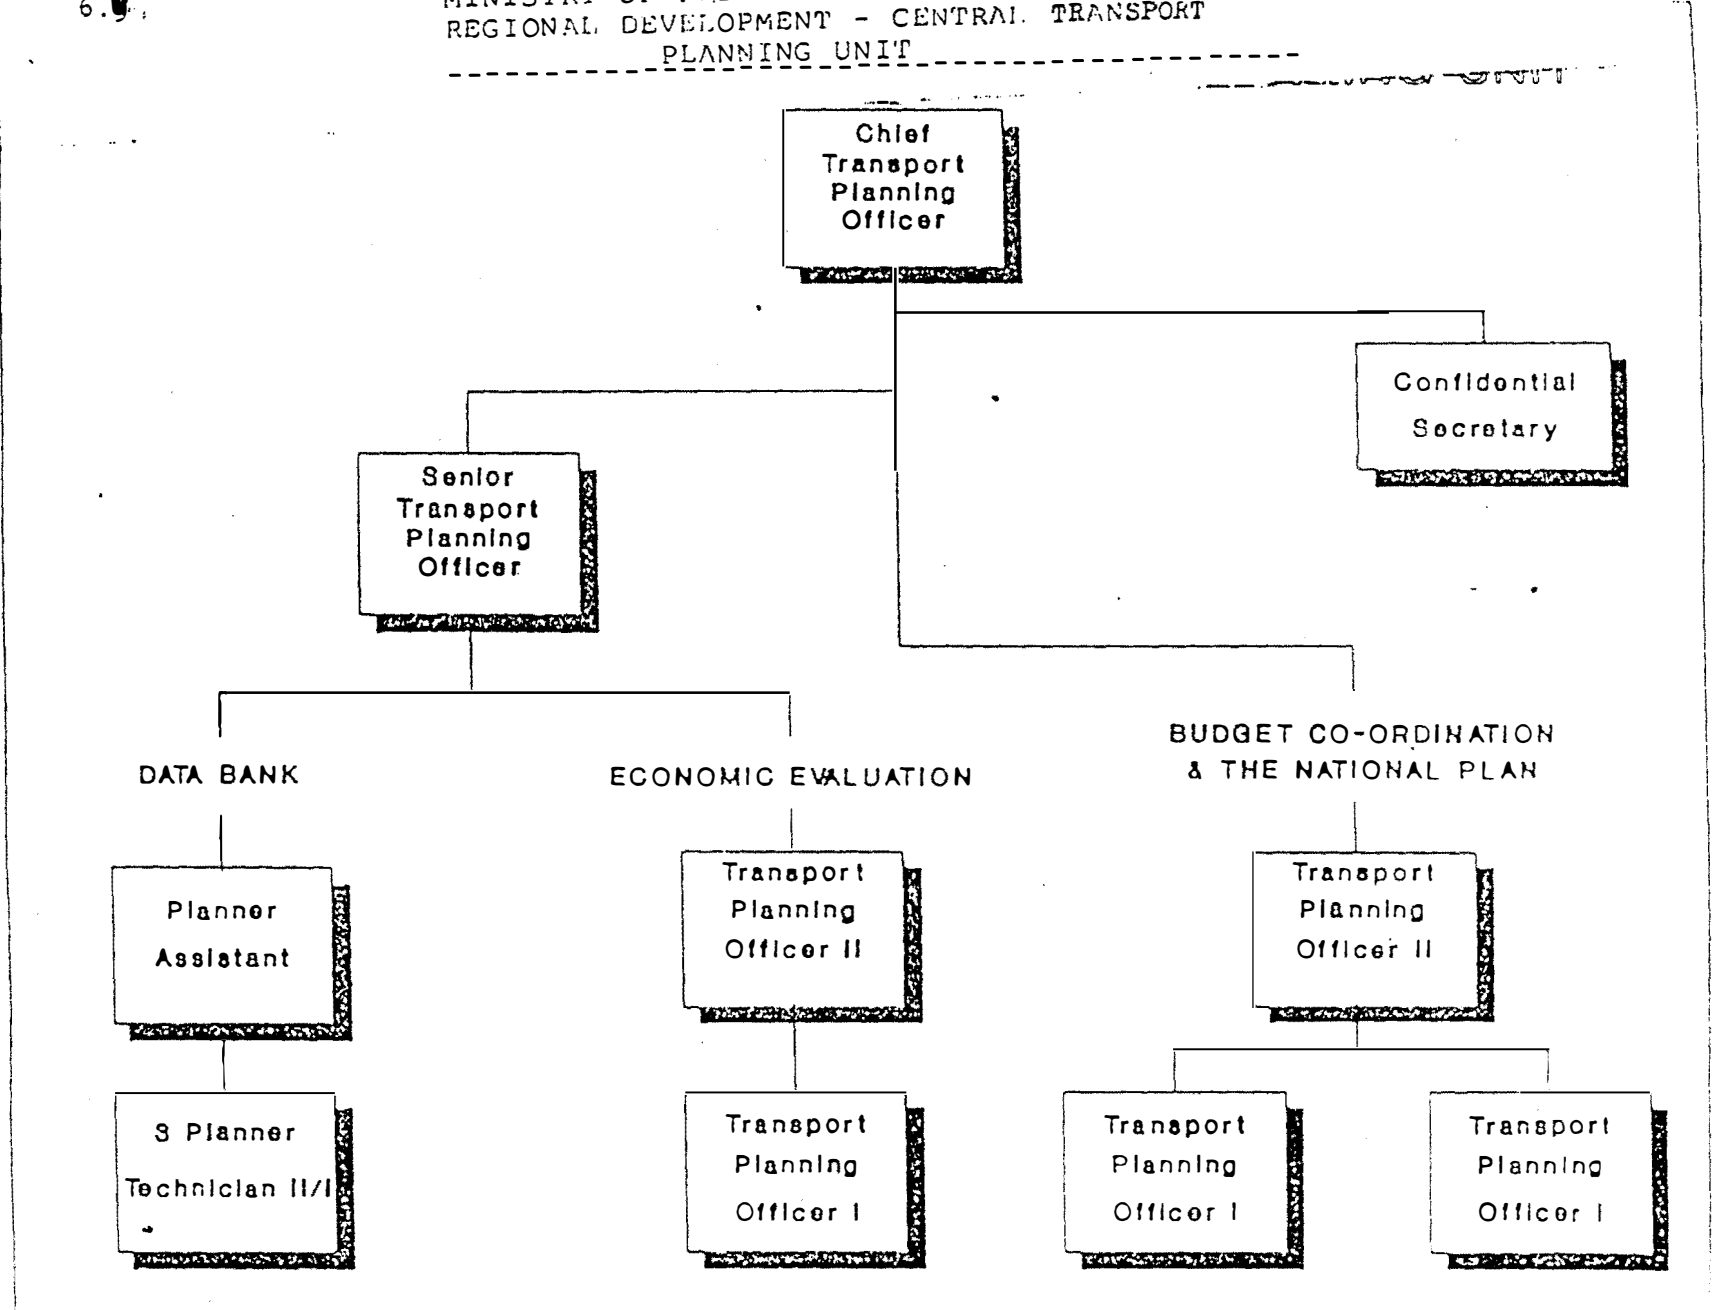 MINISTRY OF
REGIONAL DEVELOPMENT - CENTRAL TRANSPORT
PLANNING UNIT
Chief
Transport
Planning
Officer
Confidential
Secretary
Senior
Transport
Planning
Officer
DATA BANK
ECONOMIC EVALUATION
BUDGET CO-ORDINATION
& THE NATIONAL PLAN
Planner
Assistant
Transport
Planning
Officer II
Transport
Planning
Officer II
3 Planner
Technician II/I
Transport
Planning
Officer I
Transport
Planning
Officer I
Transport
Planning
Officer I